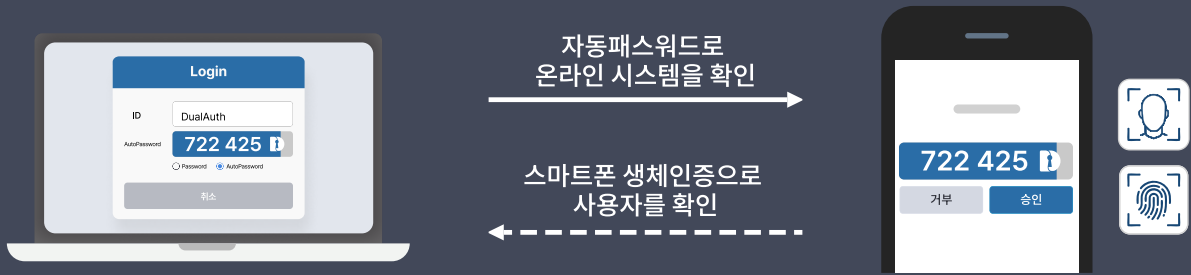 Login
ID
DualAuth
AutoPassword
722 425
Password
AutoPassword
취소
자동패스워드로
온라인 시스템을 확인
스마트폰 생체인증으로
사용자를 확인
722 425
거부
승인